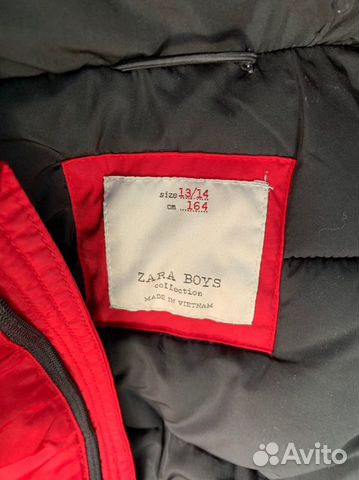 size 13/14
cm 164
ZARA BOYS
collection
MADE IN VIETNAM
Avito